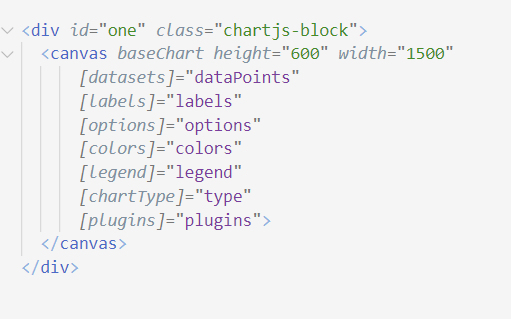 <div id="one" class="chartjs-block">
<canvas baseChart height="600" width="1500"
[datasets]="dataPoints"
[labels]="labels"
[options]="options"
[colors]="colors"
[legend]="legend"
[chartType]="type"
[plugins]="plugins">
</canvas>
</div>